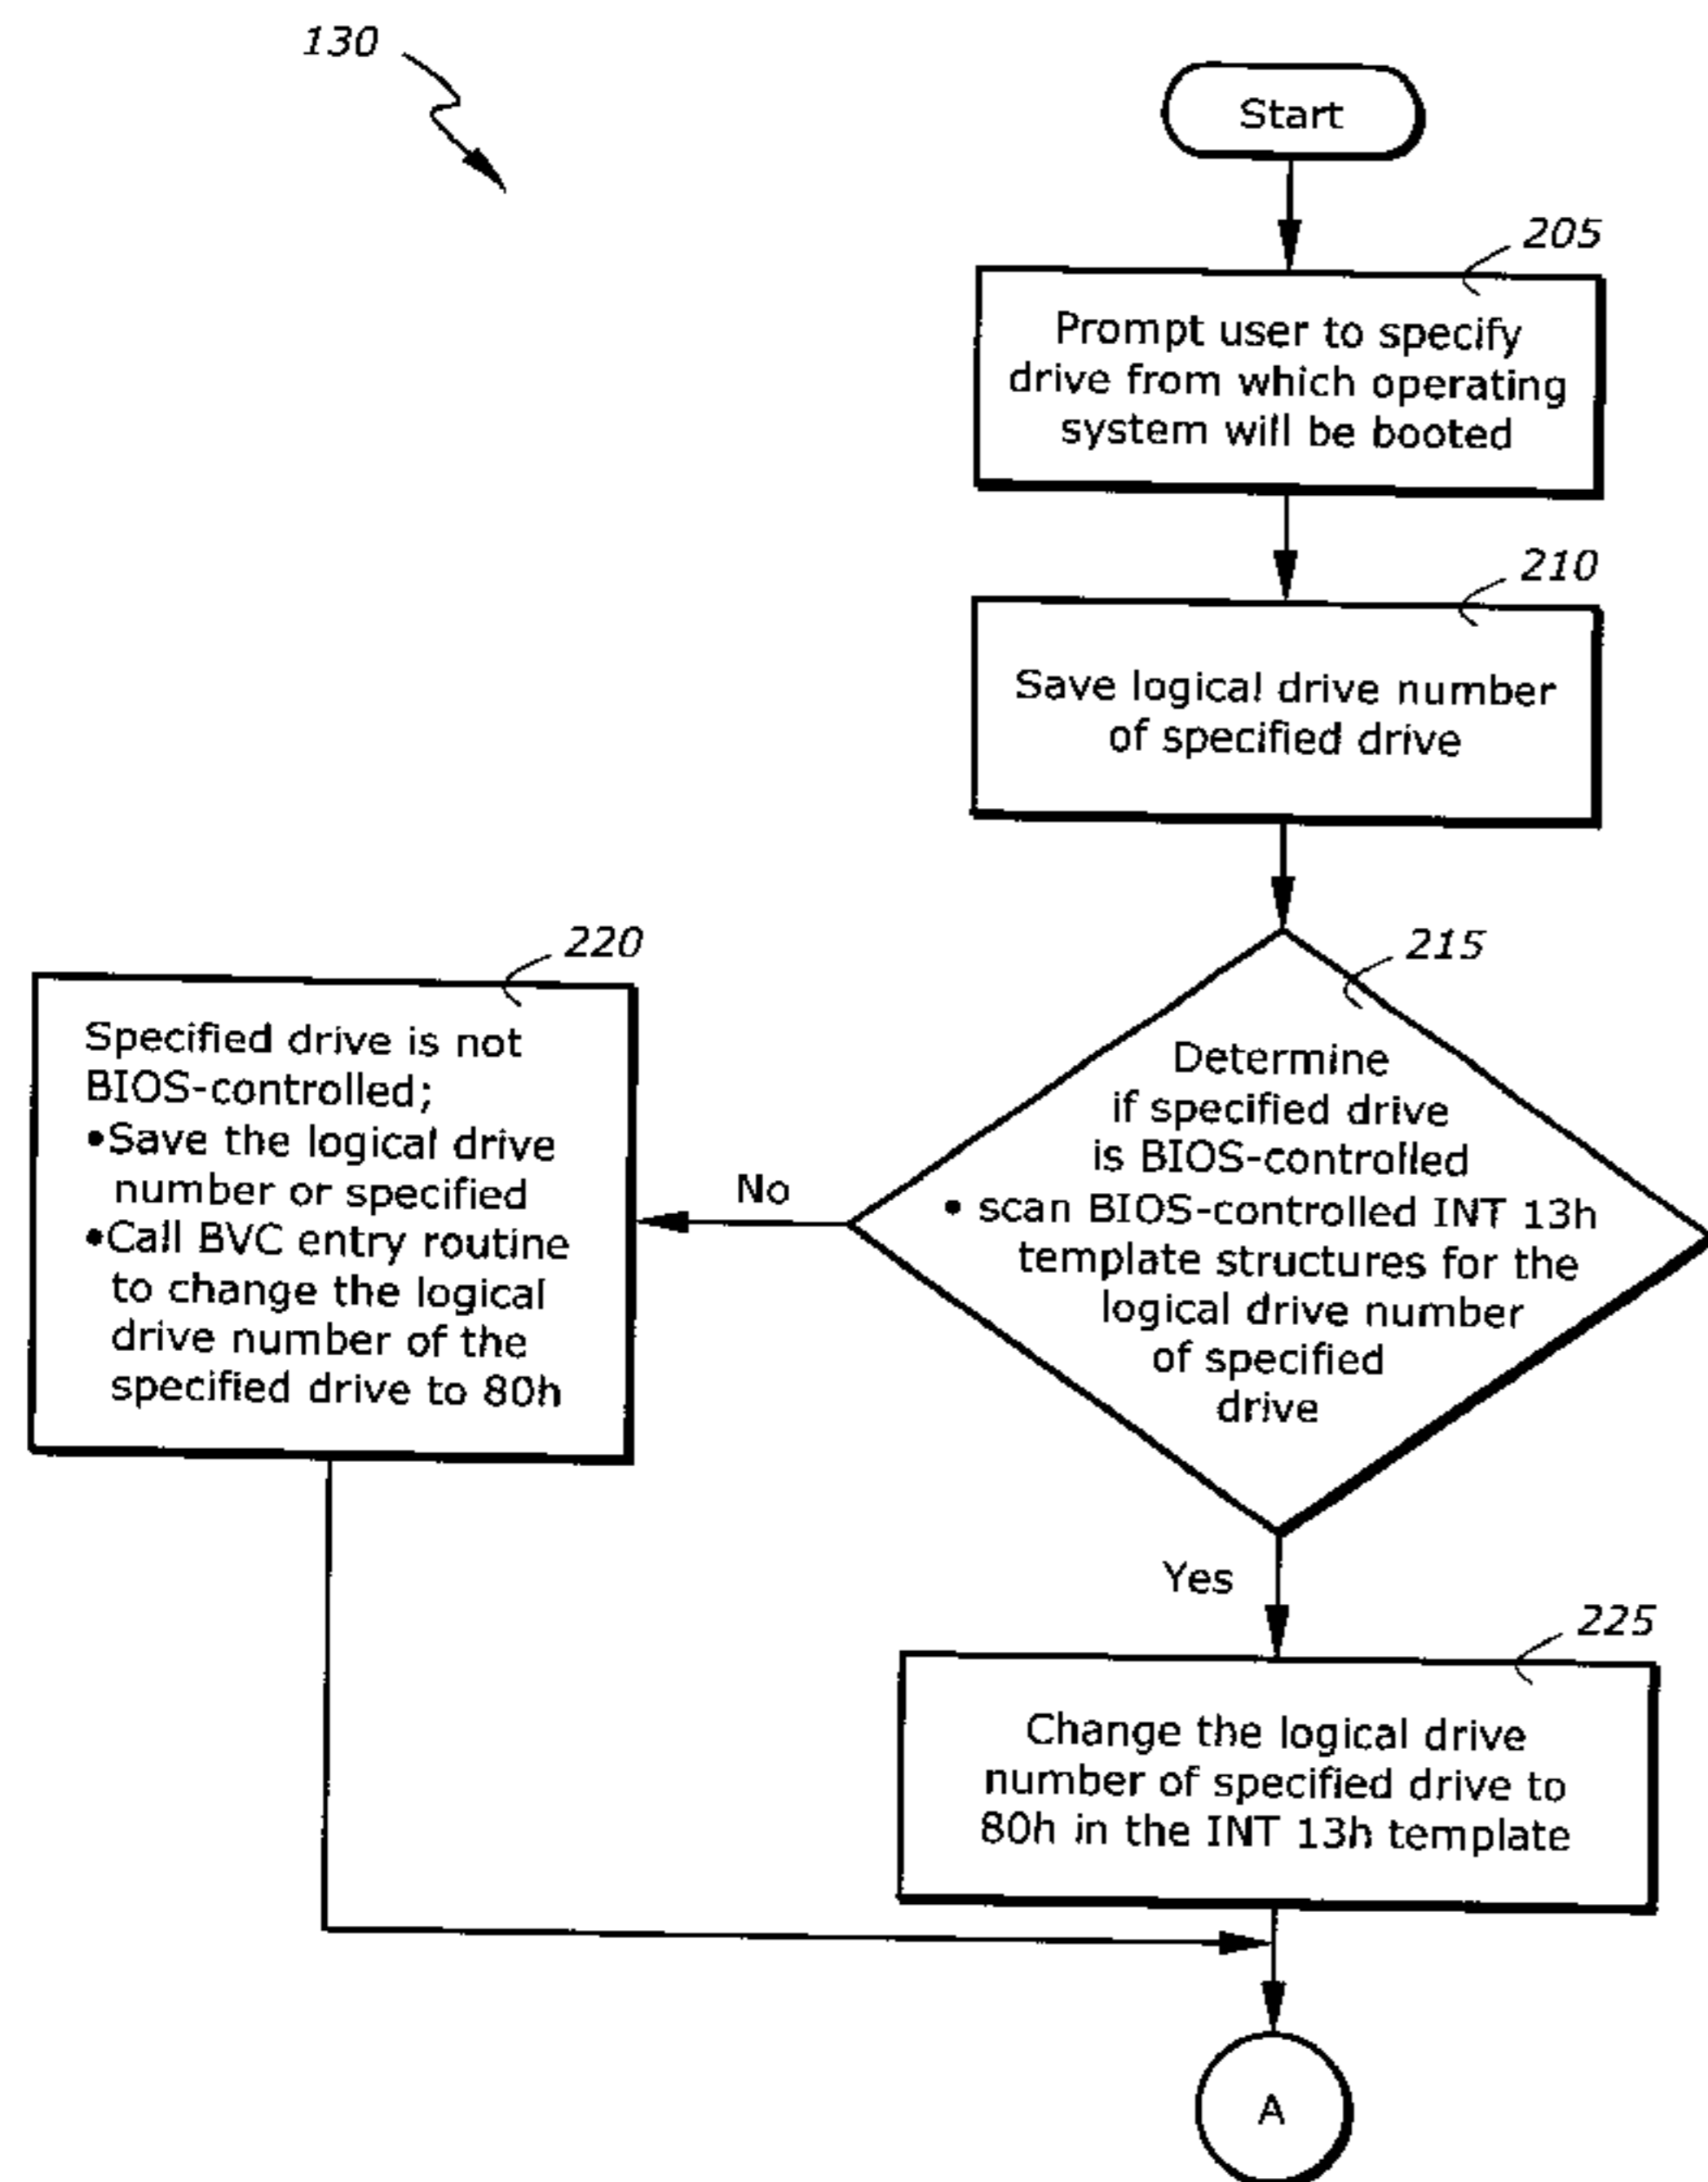 130
Start
205
Prompt user to specify
drive from which operating
system will be booted
210
Save logical drive number
of specified drive
215
Determine
if specified drive
is BIOS-controlled
• scan BIOS-controlled INT 13h
template structures for the
logical drive number
of specified
drive
No
220
Specified drive is not
BIOS-controlled;
•Save the logical drive
number or specified
•Call BVC entry routine
to change the logical
drive number of the
specified drive to 80h
Yes
225
Change the logical drive
number of specified drive to
80h in the INT 13h template
A